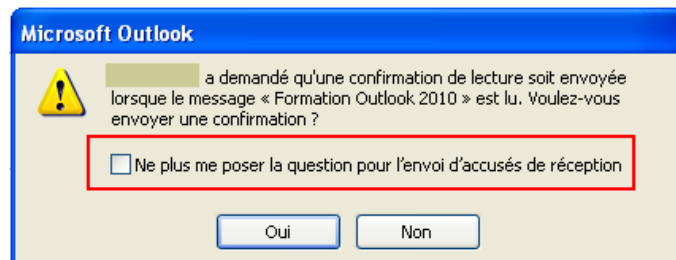 Microsoft Outlook
a demandé qu'une confirmation de lecture soit envoyée
lorsque le message « Formation Outlook 2010 » est lu. Voulez-vous
envoyer une confirmation ?
Ne plus me poser la question pour l'envoi d'accusés de réception
Oui
Non